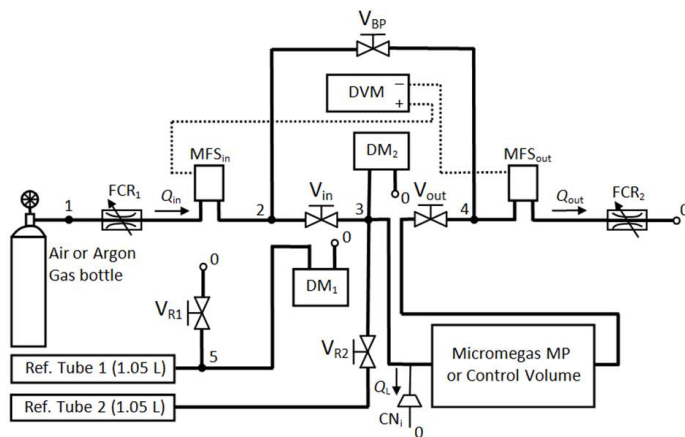 V_BP
DVM
−
+
MFS_in
DM_2
MFS_out
0
1
FCR_1
Q_in
2
V_in
3
V_out
4
Q_out
FCR_2
0
Air or Argon
Gas bottle
0
0
DM_1
V_R1
5
V_R2
Ref. Tube 1 (1.05 L)
Ref. Tube 2 (1.05 L)
Q_L
CN_i
0
Micromegas MP
or Control Volume